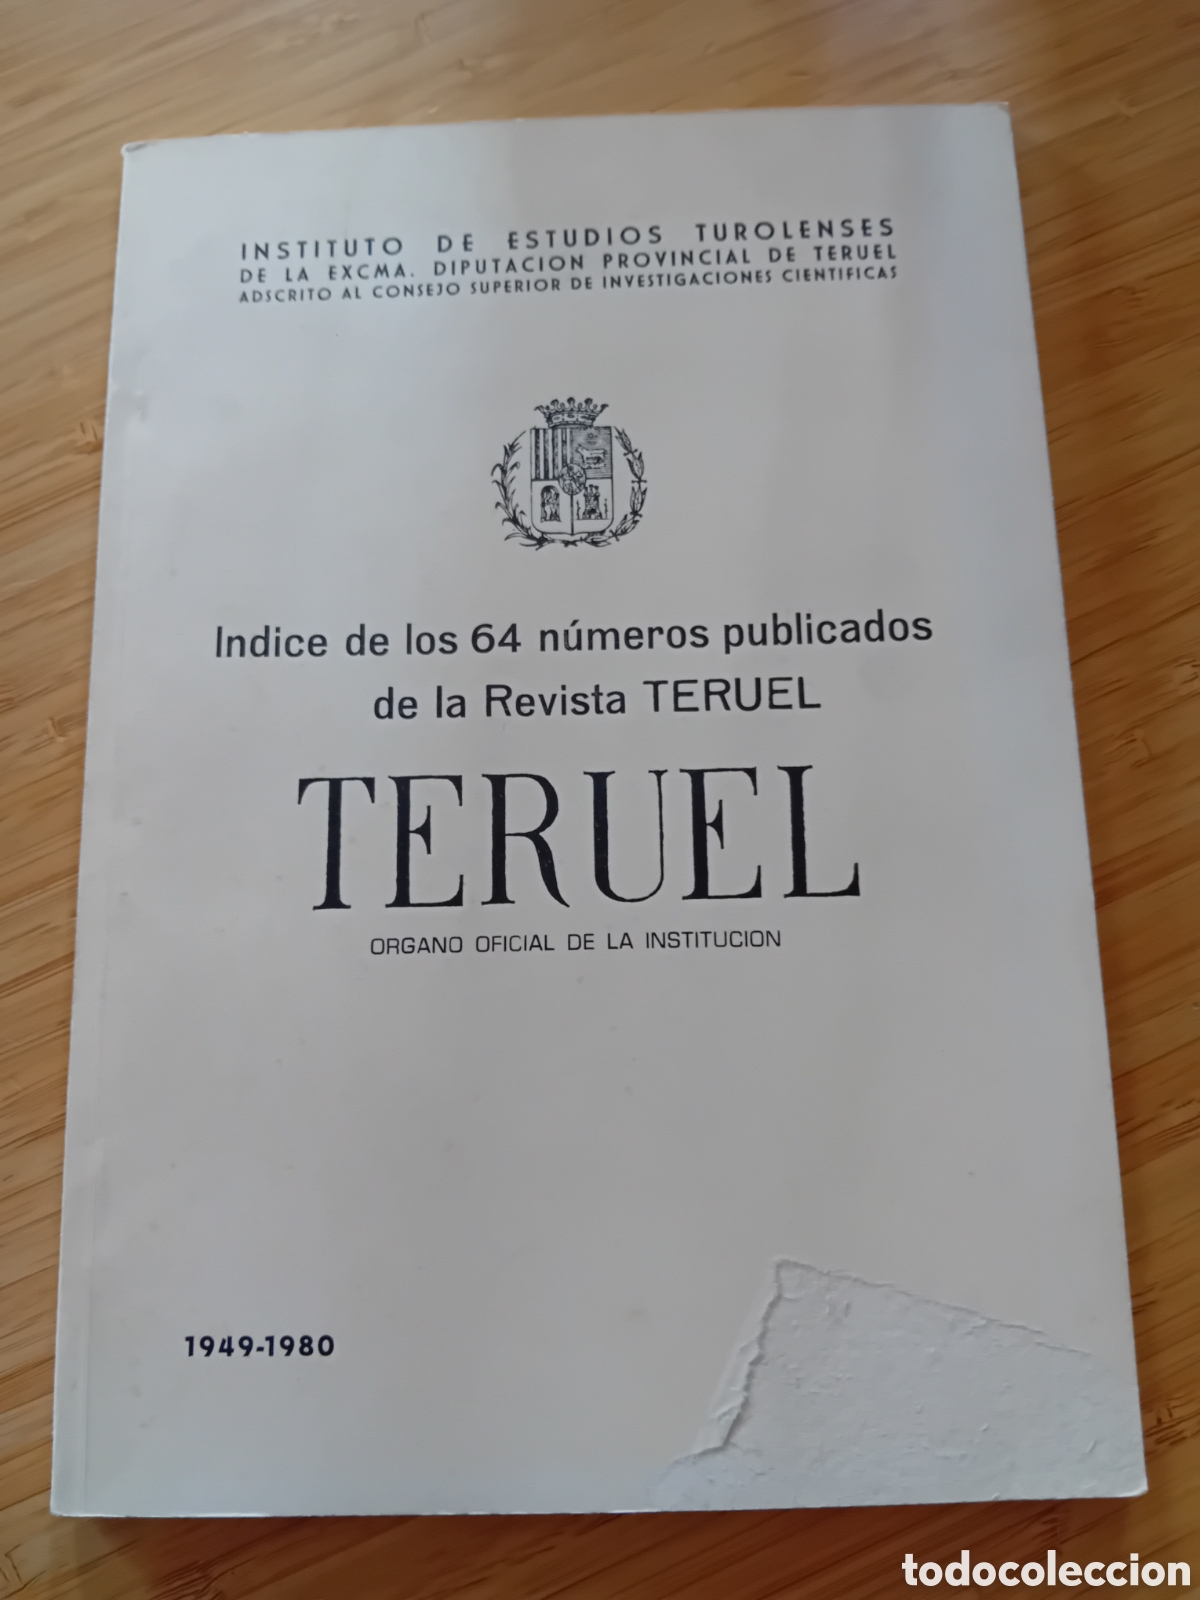 INSTITUTO DE ESTUDIOS TUROLENSES
DE LA EXCMA. DIPUTACION PROVINCIAL DE TERUEL
ADSCRITO AL CONSEJO SUPERIOR DE INVESTIGACIONES CIENTIFICAS
Indice de los 64 números publicados
de la Revista TERUEL
TERUEL
ORGANO OFICIAL DE LA INSTITUCION
1949-1980
todocoleccion